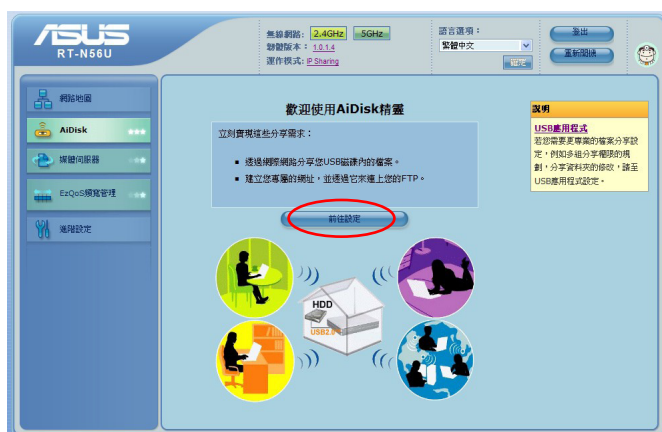 ASUS
RT-N56U
無線網路: 2.4GHz 5GHz
韌體版本: 1.0.1.4
運作模式: IP Sharing
語言選項:
繁體中文
確定
登出
重新開機
網路地圖
AiDisk
媒體伺服器
EzQoS頻寬管理
進階設定
歡迎使用AiDisk精靈
立刻實現這些分享需求:
透過網際網路分享您USB磁碟內的檔案。
建立您專屬的網址,並透過它來連上您的FTP。
前往設定
HDD
USB2.0
說明
USB應用程式
若您需要更專業的檔案分享設
定,例如多組分享權限的規
劃,分享資料夾的修改,請至
USB應用程式設定。